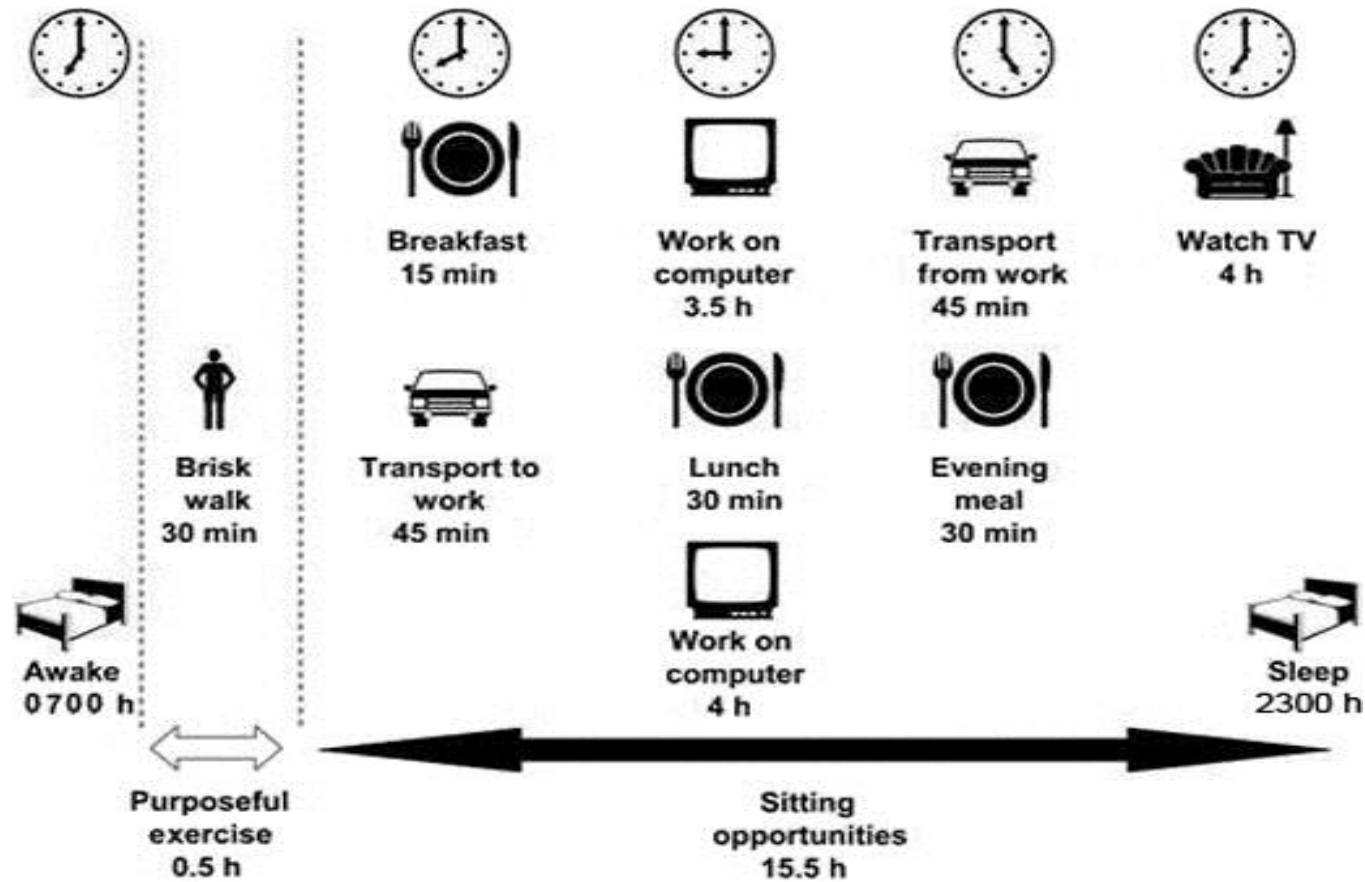 Breakfast
15 min
Work on
computer
3.5 h
Transport
from work
45 min
Watch TV
4 h
Brisk
walk
30 min
Transport to
work
45 min
Lunch
30 min
Evening
meal
30 min
Work on
computer
4 h
Awake
0700 h
Sleep
2300 h
Purposeful
exercise
0.5 h
Sitting
opportunities
15.5 h